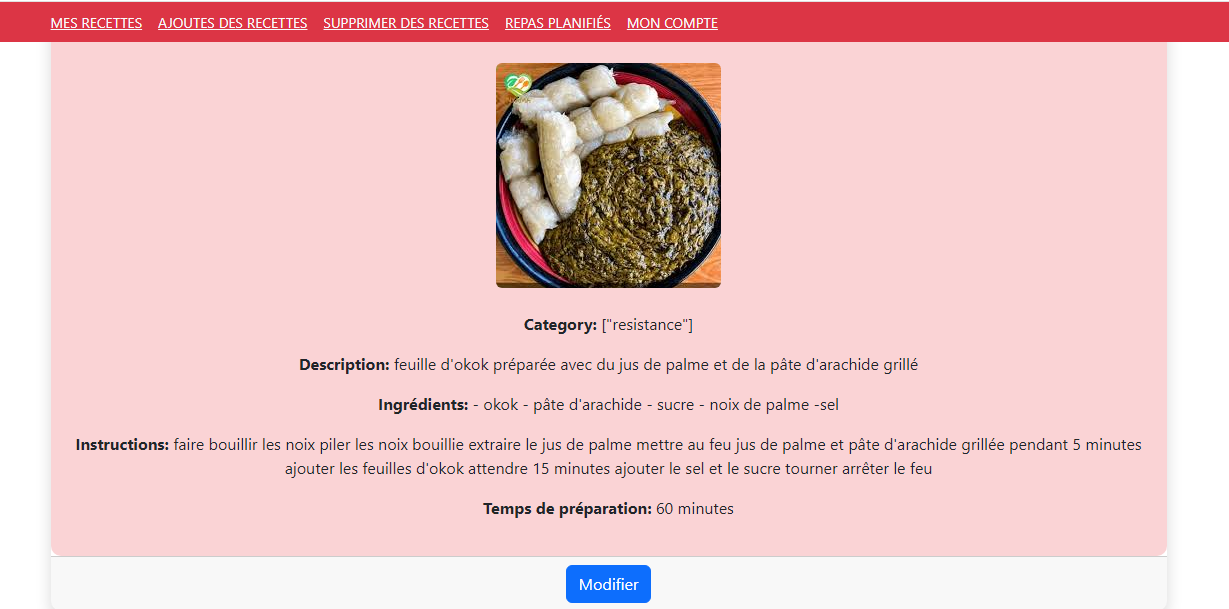 MES RECETTES AJOUTES DES RECETTES SUPPRIMER DES RECETTES REPAS PLANIFIÉS MON COMPTE
Category: ["resistance"]
Description: feuille d'okok préparée avec du jus de palme et de la pâte d'arachide grillé
Ingrédients: - okok - pâte d'arachide - sucre - noix de palme -sel
Instructions: faire bouillir les noix piler les noix bouillie extraire le jus de palme mettre au feu jus de palme et pâte d'arachide grillée pendant 5 minutes
ajouter les feuilles d'okok attendre 15 minutes ajouter le sel et le sucre tourner arrêter le feu
Temps de préparation: 60 minutes
Modifier